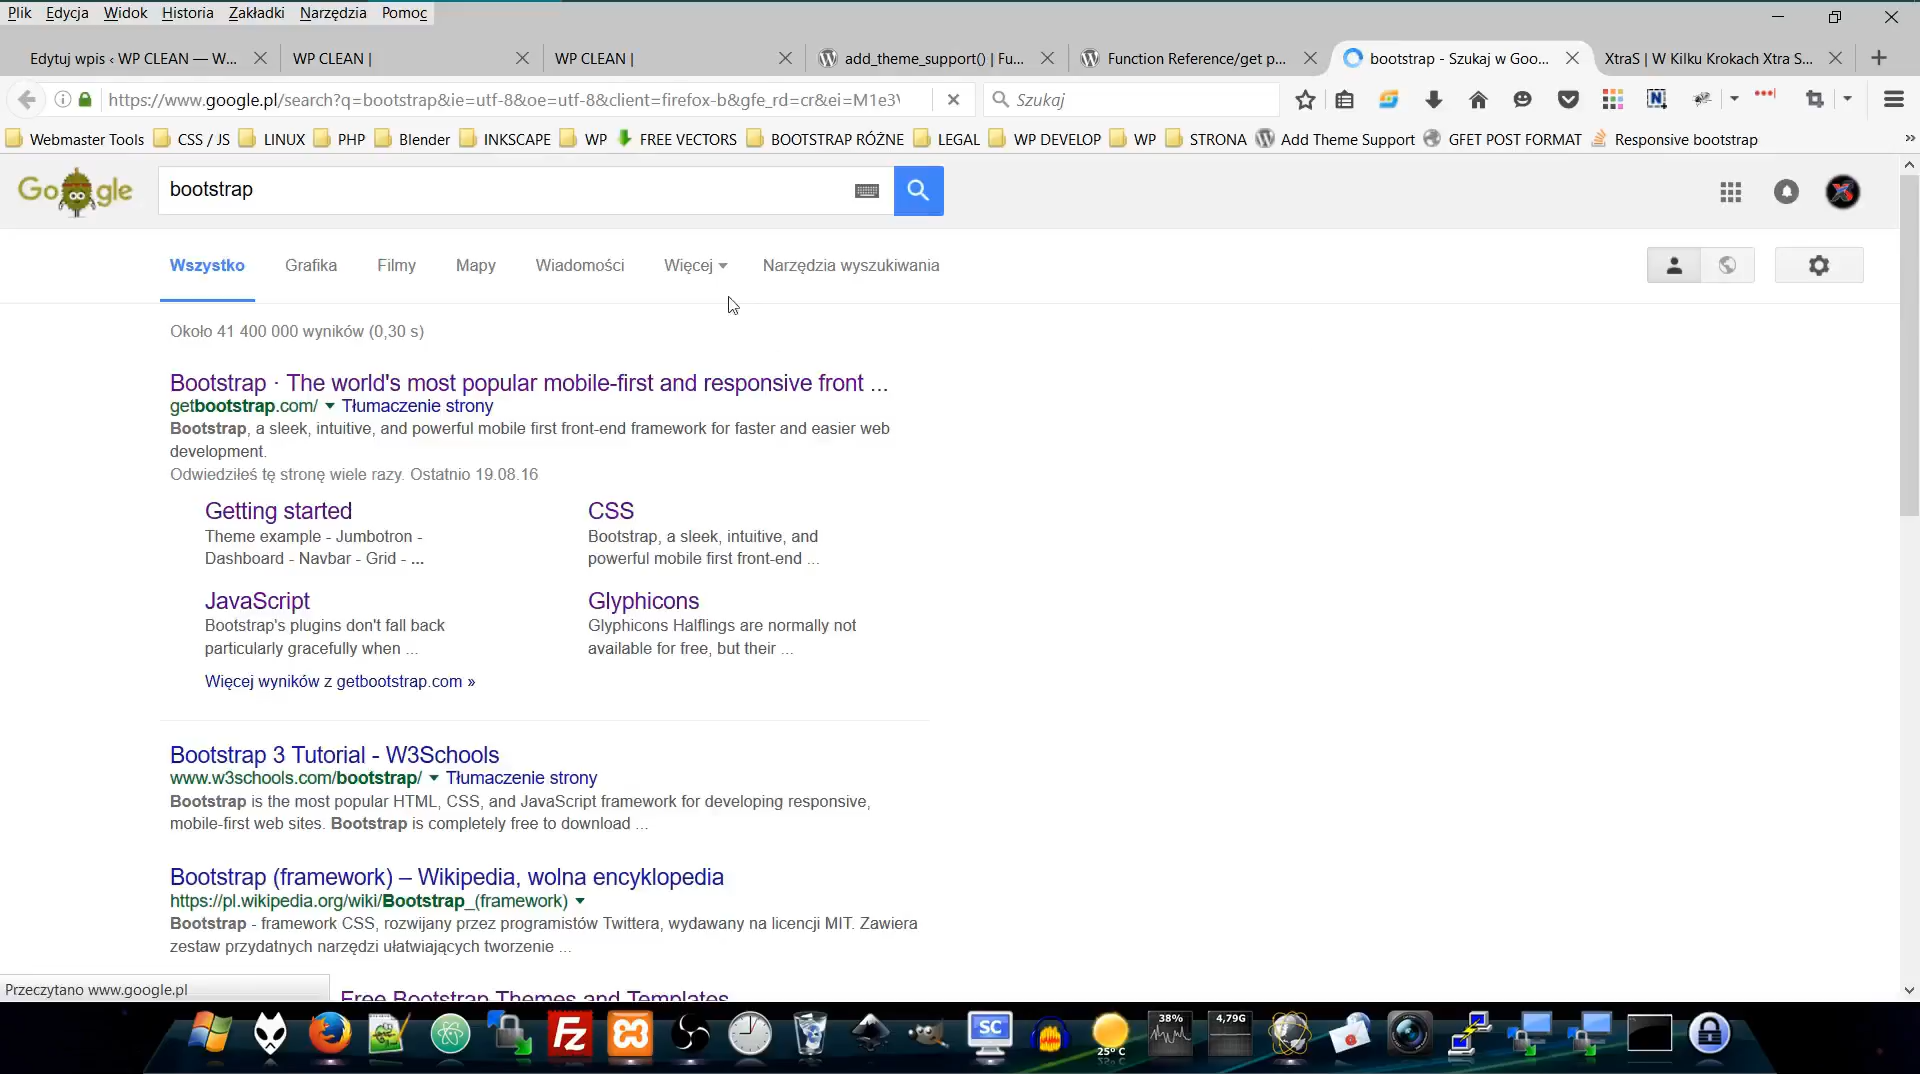 Plik Edycja Widok Historia Zakładki Narzędzia Pomoc
Edytuj wpis ‹ WP CLEAN — W... WP CLEAN | WP CLEAN | add_theme_support() | Fu... Function Reference/get p... bootstrap - Szukaj w Goo... XtraS | W Kilku Krokach Xtra S...
https://www.google.pl/search?q=bootstrap&ie=utf-8&oe=utf-8&client=firefox-b&gfe_rd=cr&ei=M1e3V Szukaj
Webmaster Tools CSS / JS LINUX PHP Blender INKSCAPE WP FREE VECTORS BOOTSTRAP RÓŻNE LEGAL WP DEVELOP WP STRONA Add Theme Support GFET POST FORMAT Responsive bootstrap
Google bootstrap
Wszystko Grafika Filmy Mapy Wiadomości Więcej Narzędzia wyszukiwania
Około 41 400 000 wyników (0,30 s)
Bootstrap · The world's most popular mobile-first and responsive front ...
getbootstrap.com/ Tłumaczenie strony
Bootstrap, a sleek, intuitive, and powerful mobile first front-end framework for faster and easier web
development.
Odwiedziłeś tę stronę wiele razy. Ostatnio 19.08.16
Getting started
Theme example - Jumbotron -
Dashboard - Navbar - Grid - ...
CSS
Bootstrap, a sleek, intuitive, and
powerful mobile first front-end ...
JavaScript
Bootstrap's plugins don't fall back
particularly gracefully when ...
Glyphicons
Glyphicons Halflings are normally not
available for free, but their ...
Więcej wyników z getbootstrap.com »
Bootstrap 3 Tutorial - W3Schools
www.w3schools.com/bootstrap/ Tłumaczenie strony
Bootstrap is the most popular HTML, CSS, and JavaScript framework for developing responsive,
mobile-first web sites. Bootstrap is completely free to download ...
Bootstrap (framework) – Wikipedia, wolna encyklopedia
https://pl.wikipedia.org/wiki/Bootstrap_(framework)
Bootstrap - framework CSS, rozwijany przez programistów Twittera, wydawany na licencji MIT. Zawiera
zestaw przydatnych narzędzi ułatwiających tworzenie ...
Przeczytano www.google.pl
Free Bootstrap Themes and Templates
Fz SC 25° C 38% 4,79G